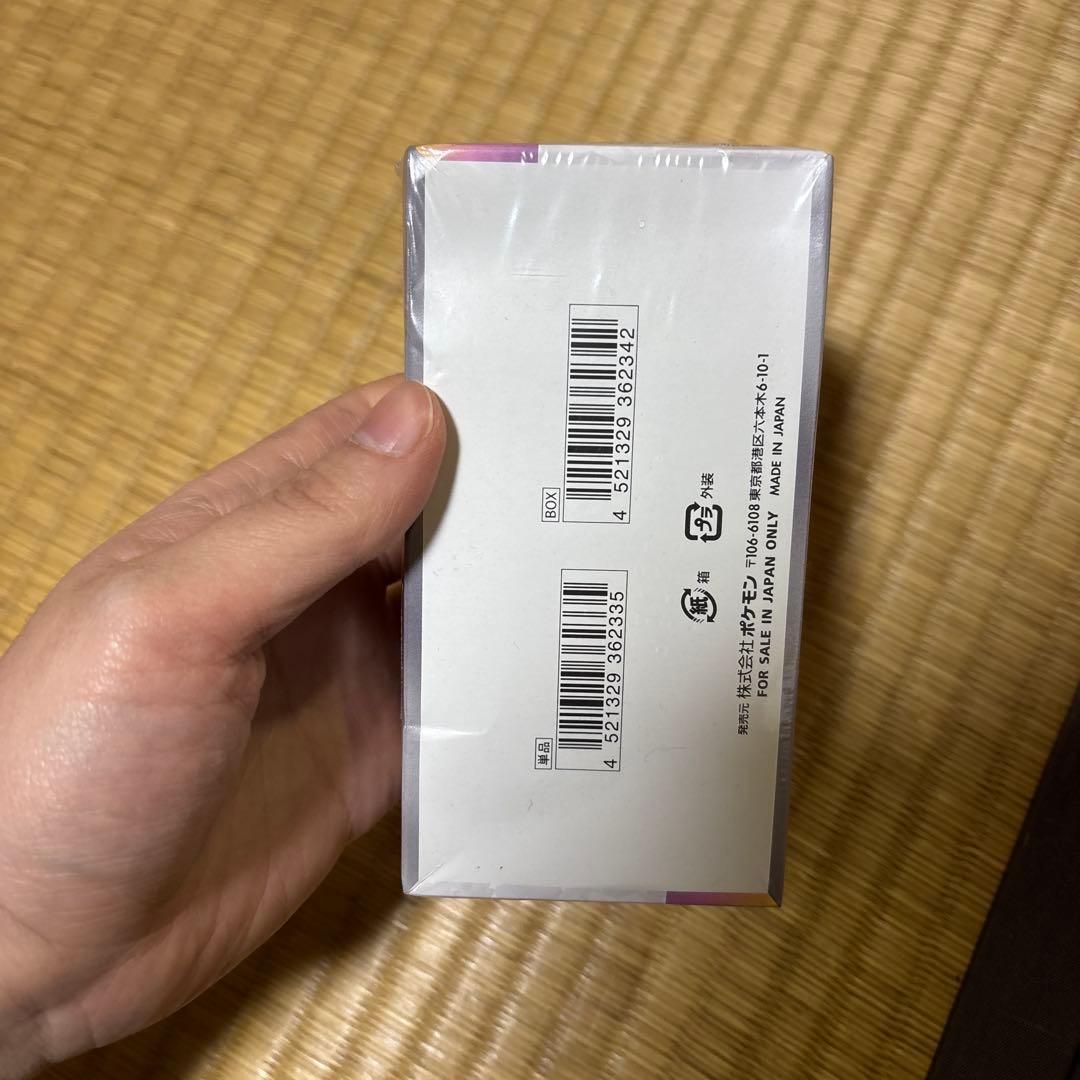 単品
4 521329 362335
BOX
4 521329 362342
紙 箱
プラ 外装
発売元 株式会社ポケモン 〒106-6108 東京都港区六本木6-10-1
FOR SALE IN JAPAN ONLY MADE IN JAPAN